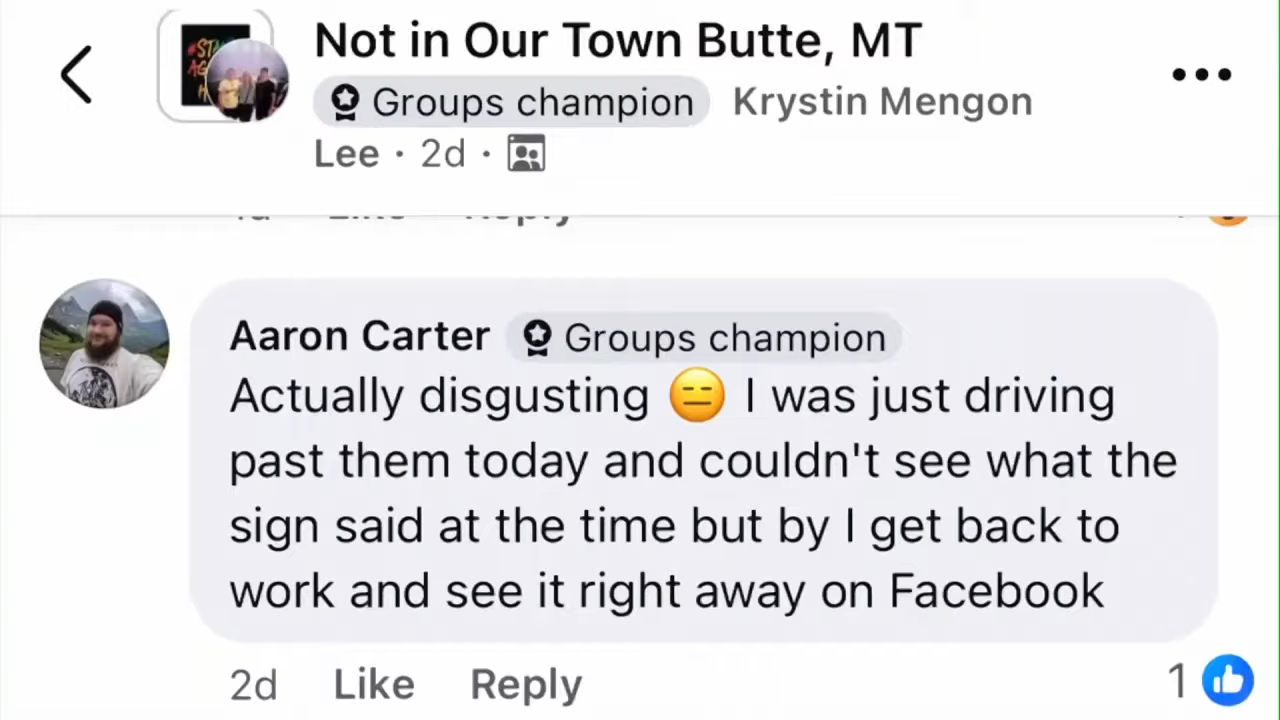 Not in Our Town Butte, MT
Groups champion Krystin Mengon
Lee · 2d ·
Like Reply
Aaron Carter Groups champion
Actually disgusting 😑 I was just driving
past them today and couldn't see what the
sign said at the time but by I get back to
work and see it right away on Facebook
2d Like Reply 1